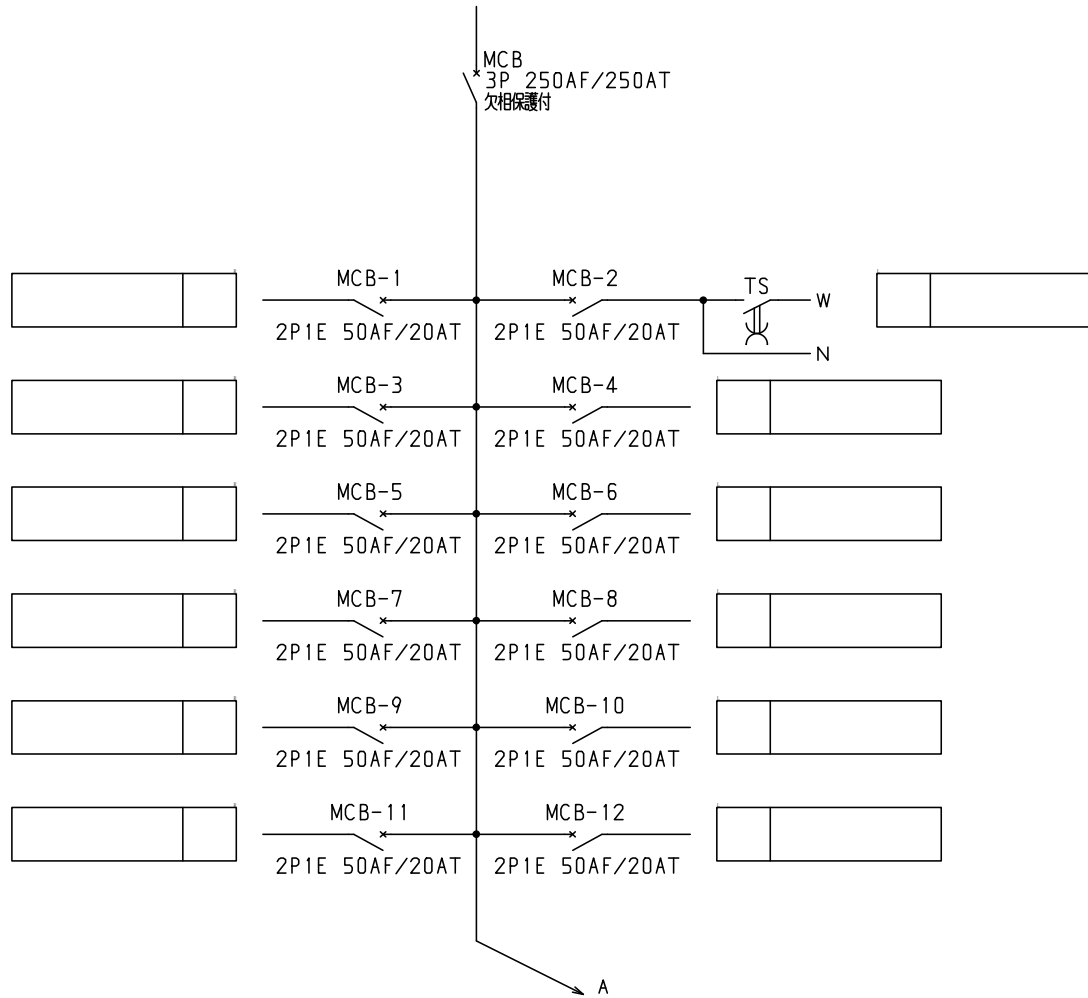 MCB
3P 250AF/250AT
欠相保護付
MCB-1
MCB-2
TS
W
2P1E 50AF/20AT
2P1E 50AF/20AT
N
MCB-3
MCB-4
2P1E 50AF/20AT
2P1E 50AF/20AT
MCB-5
MCB-6
2P1E 50AF/20AT
2P1E 50AF/20AT
MCB-7
MCB-8
2P1E 50AF/20AT
2P1E 50AF/20AT
MCB-9
MCB-10
2P1E 50AF/20AT
2P1E 50AF/20AT
MCB-11
MCB-12
2P1E 50AF/20AT
2P1E 50AF/20AT
A